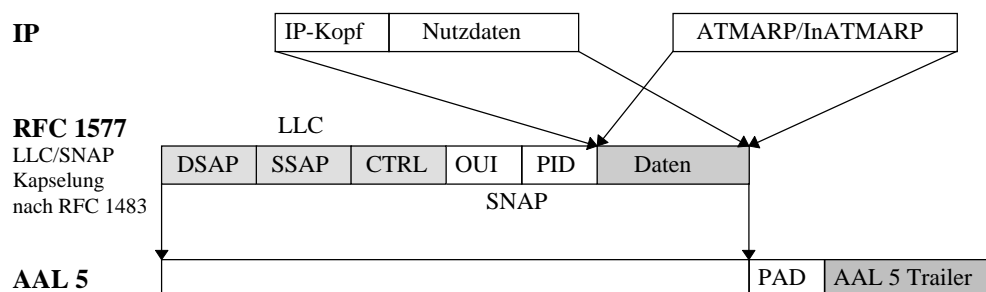 IP
IP-Kopf Nutzdaten ATMARP/InATMARP
RFC 1577
LLC/SNAP
Kapselung
nach RFC 1483
LLC
DSAP SSAP CTRL OUI PID Daten
SNAP
AAL 5
PAD AAL 5 Trailer